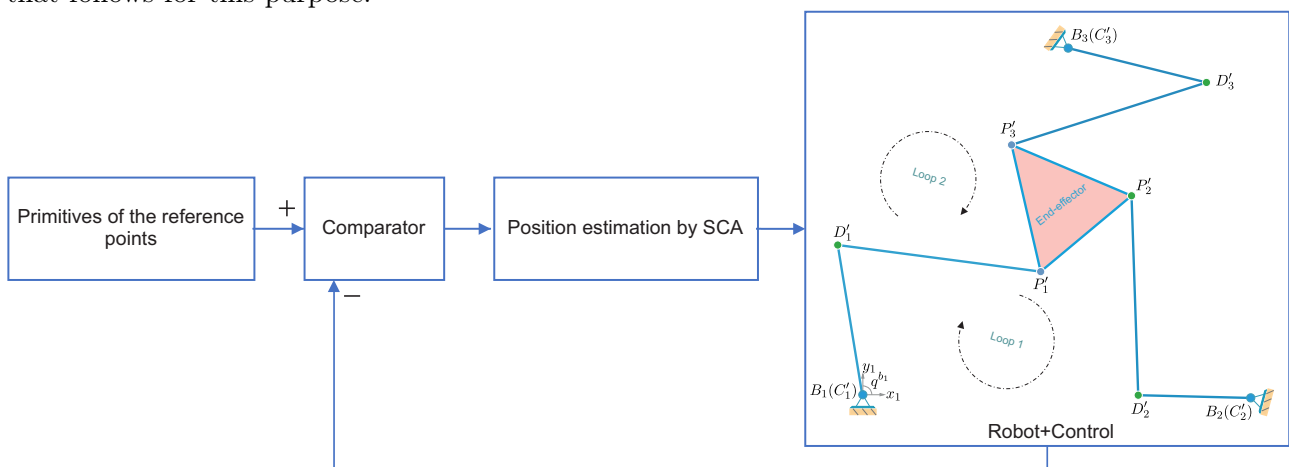 that follows for this purpose.
Primitives of the reference
points
+
Comparator
−
Position estimation by SCA
B₃(C′₃)
D′₃
P′₃
Loop 2
End-effector
P′₂
D′₁
P′₁
Loop 1
y₁
q^{b₁}
B₁(C′₁)
x₁
D′₂
B₂(C′₂)
Robot+Control